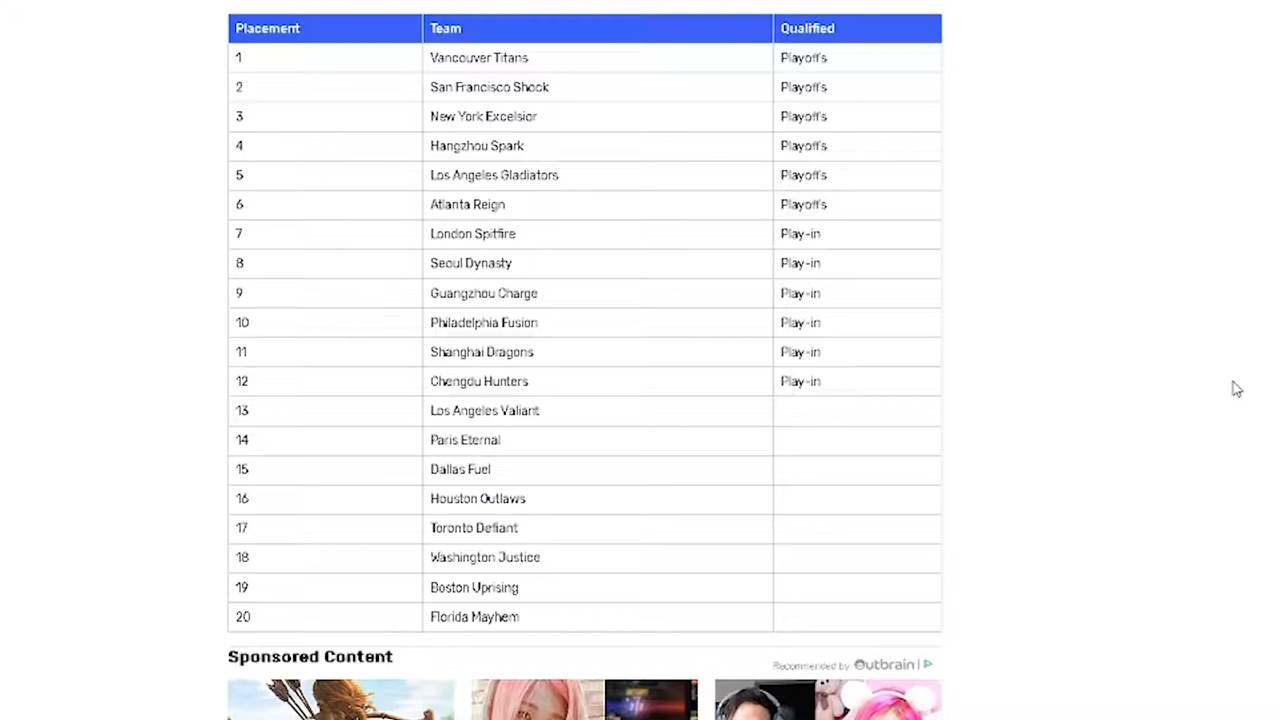 Placement Team Qualified
1 Vancouver Titans Playoffs
2 San Francisco Shock Playoffs
3 New York Excelsior Playoffs
4 Hangzhou Spark Playoffs
5 Los Angeles Gladiators Playoffs
6 Atlanta Reign Playoffs
7 London Spitfire Play-in
8 Seoul Dynasty Play-in
9 Guangzhou Charge Play-in
10 Philadelphia Fusion Play-in
11 Shanghai Dragons Play-in
12 Chengdu Hunters Play-in
13 Los Angeles Valiant
14 Paris Eternal
15 Dallas Fuel
16 Houston Outlaws
17 Toronto Defiant
18 Washington Justice
19 Boston Uprising
20 Florida Mayhem
Sponsored Content
Recommended by Outbrain